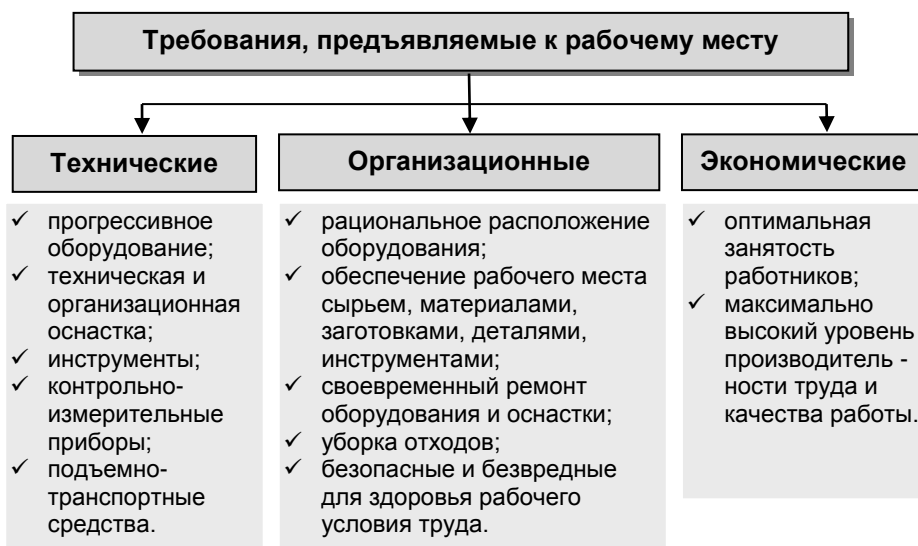 Требования, предъявляемые к рабочему месту
Технические
✓ прогрессивное
оборудование;
✓ техническая и
организационная
оснастка;
✓ инструменты;
✓ контрольно-
измерительные
приборы;
✓ подъемно-
транспортные
средства.
Организационные
✓ рациональное расположение
оборудования;
✓ обеспечение рабочего места
сырьем, материалами,
заготовками, деталями,
инструментами;
✓ своевременный ремонт
оборудования и оснастки;
✓ уборка отходов;
✓ безопасные и безвредные
для здоровья рабочего
условия труда.
Экономические
✓ оптимальная
занятость
работников;
✓ максимально
высокий уровень
производитель -
ности труда и
качества работы.